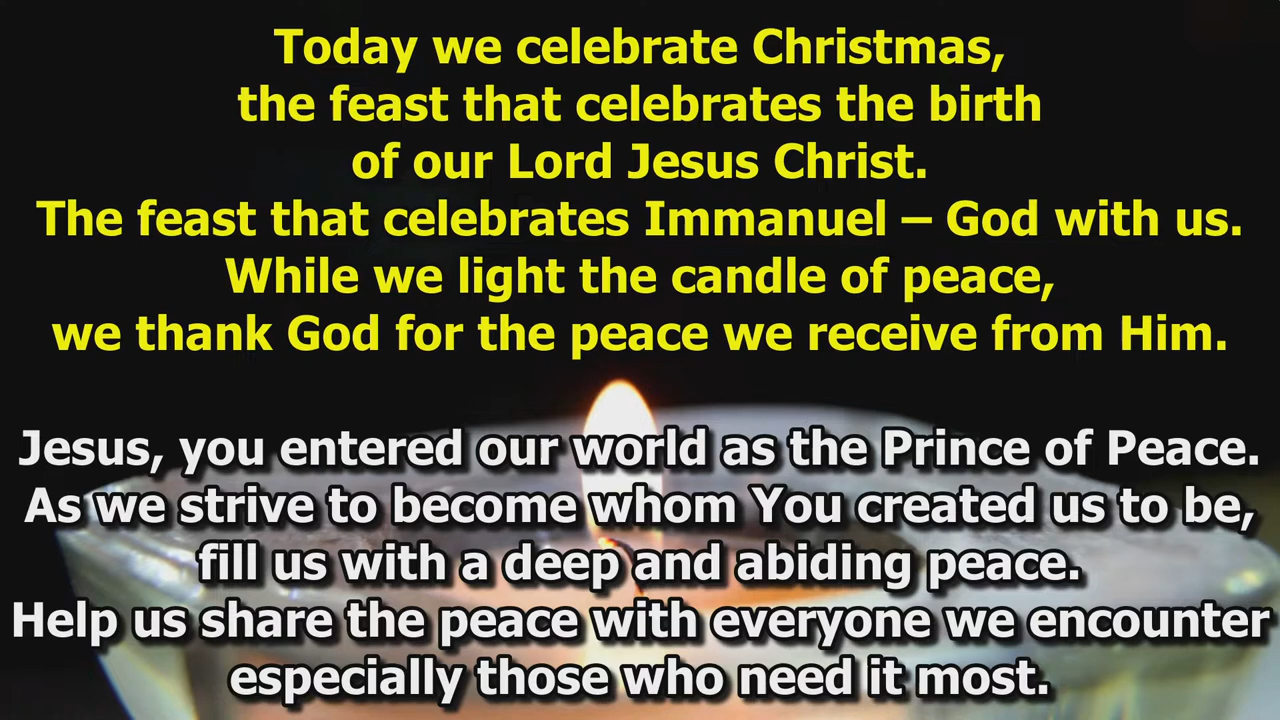 Today we celebrate Christmas,
the feast that celebrates the birth
of our Lord Jesus Christ.
The feast that celebrates Immanuel – God with us.
While we light the candle of peace,
we thank God for the peace we receive from Him.
Jesus, you entered our world as the Prince of Peace.
As we strive to become whom You created us to be,
fill us with a deep and abiding peace.
Help us share the peace with everyone we encounter
especially those who need it most.